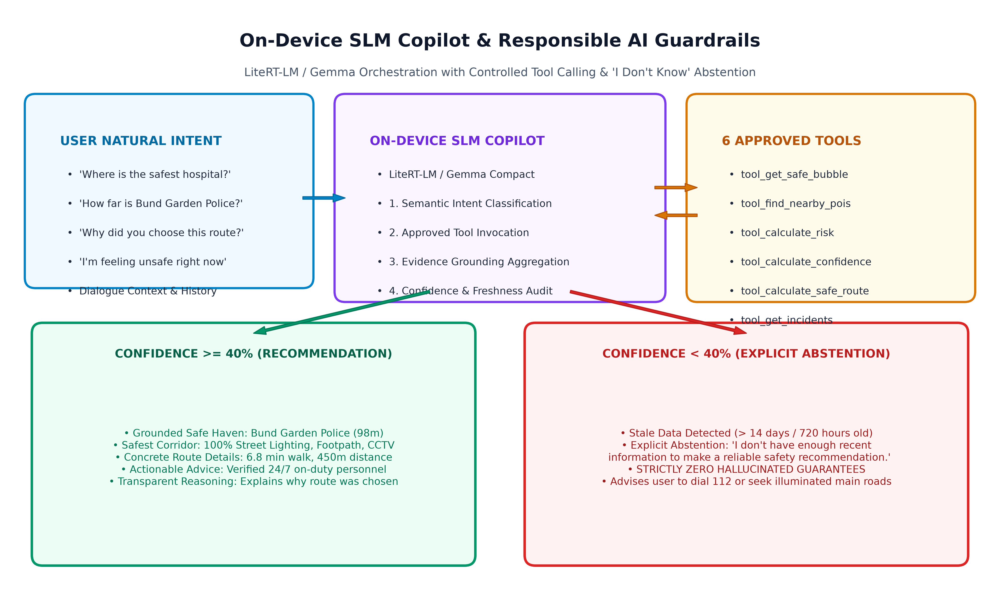 On-Device SLM Copilot & Responsible AI Guardrails
LiteRT-LM / Gemma Orchestration with Controlled Tool Calling & 'I Don't Know' Abstention
USER NATURAL INTENT
• 'Where is the safest hospital?'
• 'How far is Bund Garden Police?'
• 'Why did you choose this route?'
• 'I'm feeling unsafe right now'
• Dialogue Context & History
ON-DEVICE SLM COPILOT
• LiteRT-LM / Gemma Compact
• 1. Semantic Intent Classification
• 2. Approved Tool Invocation
• 3. Evidence Grounding Aggregation
• 4. Confidence & Freshness Audit
6 APPROVED TOOLS
• tool_get_safe_bubble
• tool_find_nearby_pois
• tool_calculate_risk
• tool_calculate_confidence
• tool_calculate_safe_route
• tool_get_incidents
CONFIDENCE >= 40% (RECOMMENDATION)
• Grounded Safe Haven: Bund Garden Police (98m)
• Safest Corridor: 100% Street Lighting, Footpath, CCTV
• Concrete Route Details: 6.8 min walk, 450m distance
• Actionable Advice: Verified 24/7 on-duty personnel
• Transparent Reasoning: Explains why route was chosen
CONFIDENCE < 40% (EXPLICIT ABSTENTION)
• Stale Data Detected (> 14 days / 720 hours old)
• Explicit Abstention: 'I don't have enough recent
information to make a reliable safety recommendation.'
• STRICTLY ZERO HALLUCINATED GUARANTEES
• Advises user to dial 112 or seek illuminated main roads